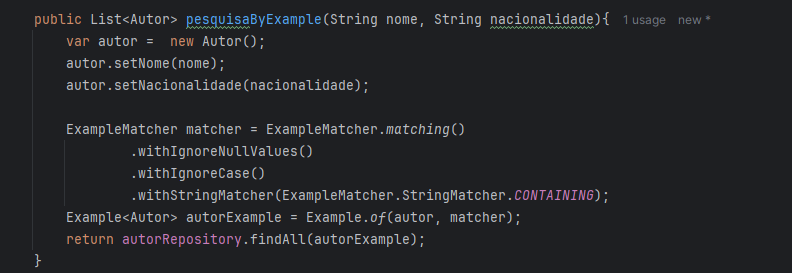 public List<Autor> pesquisaByExample(String nome, String nacionalidade){ 1 usage new *
var autor = new Autor();
autor.setNome(nome);
autor.setNacionalidade(nacionalidade);
ExampleMatcher matcher = ExampleMatcher.matching()
.withIgnoreNullValues()
.withIgnoreCase()
.withStringMatcher(ExampleMatcher.StringMatcher.CONTAINING);
Example<Autor> autorExample = Example.of(autor, matcher);
return autorRepository.findAll(autorExample);
}